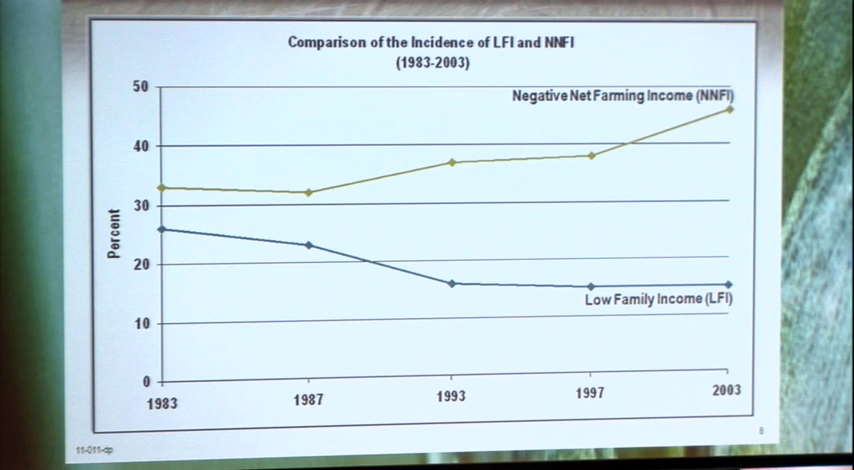 Comparison of the Incidence of LFI and NNFI
(1983-2003)
50
Negative Net Farming Income (NNFI)
40
30
Percent
20
Low Family Income (LFI)
10
0
1983
1987
1993
1997
2003
8
11-011-dp